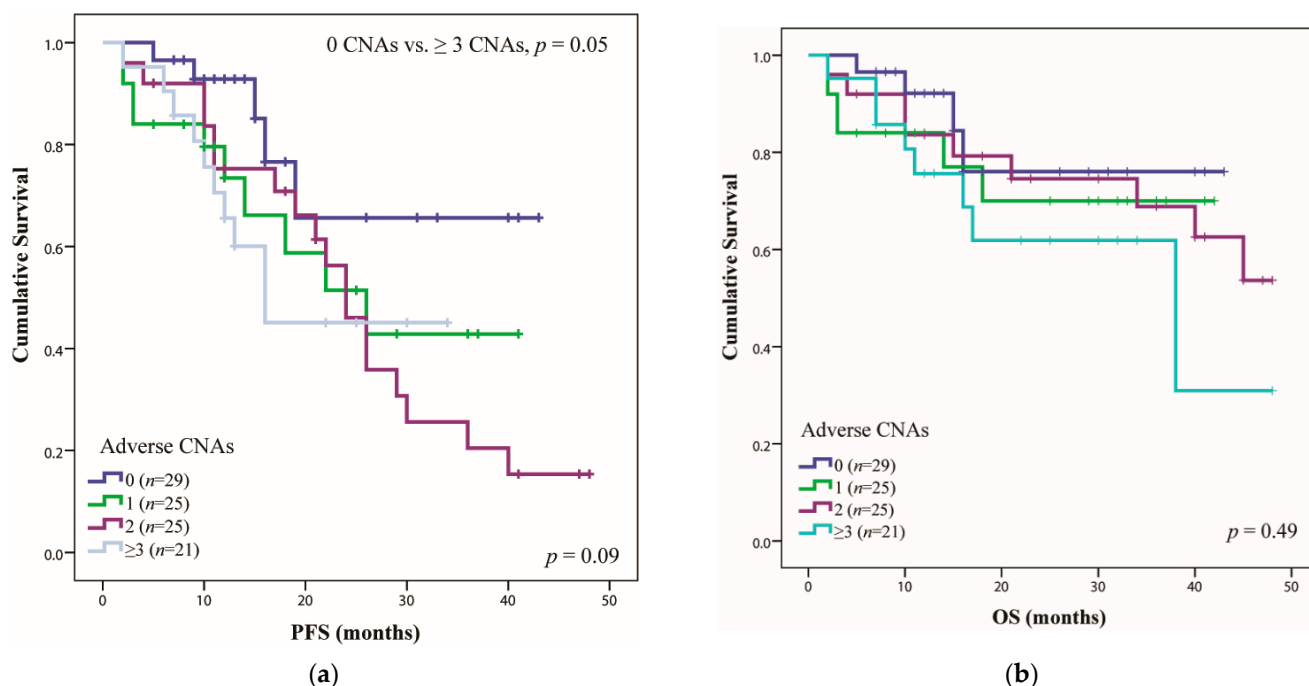 0 CNAs vs. ≥ 3 CNAs, p = 0.05
Cumulative Survival
1.0
0.8
0.6
0.4
0.2
0.0
Adverse CNAs
0 (n=29)
1 (n=25)
2 (n=25)
≥3 (n=21)
p = 0.09
0 10 20 30 40 50
PFS (months)
(a)
Cumulative Survival
1.0
0.8
0.6
0.4
0.2
0.0
Adverse CNAs
0 (n=29)
1 (n=25)
2 (n=25)
≥3 (n=21)
p = 0.49
0 10 20 30 40 50
OS (months)
(b)